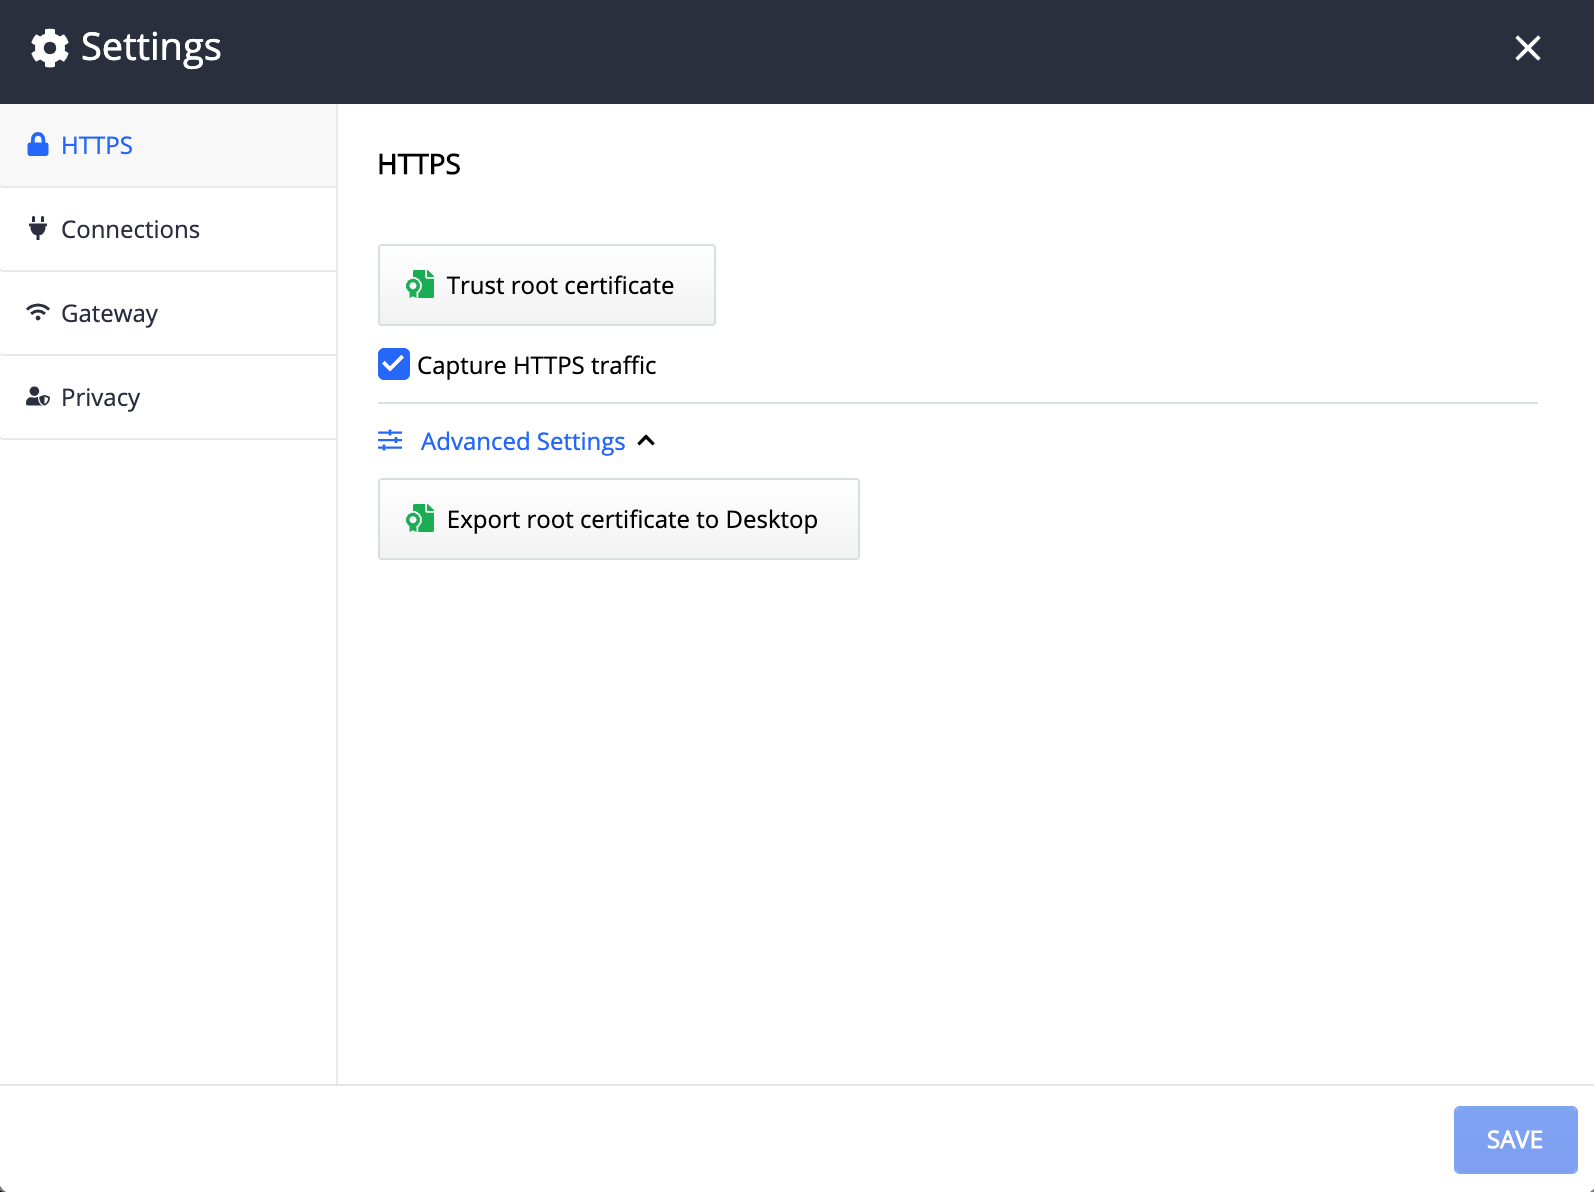 Settings
HTTPS
Connections
Gateway
Privacy
HTTPS
Trust root certificate
Capture HTTPS traffic
Advanced Settings
Export root certificate to Desktop
SAVE